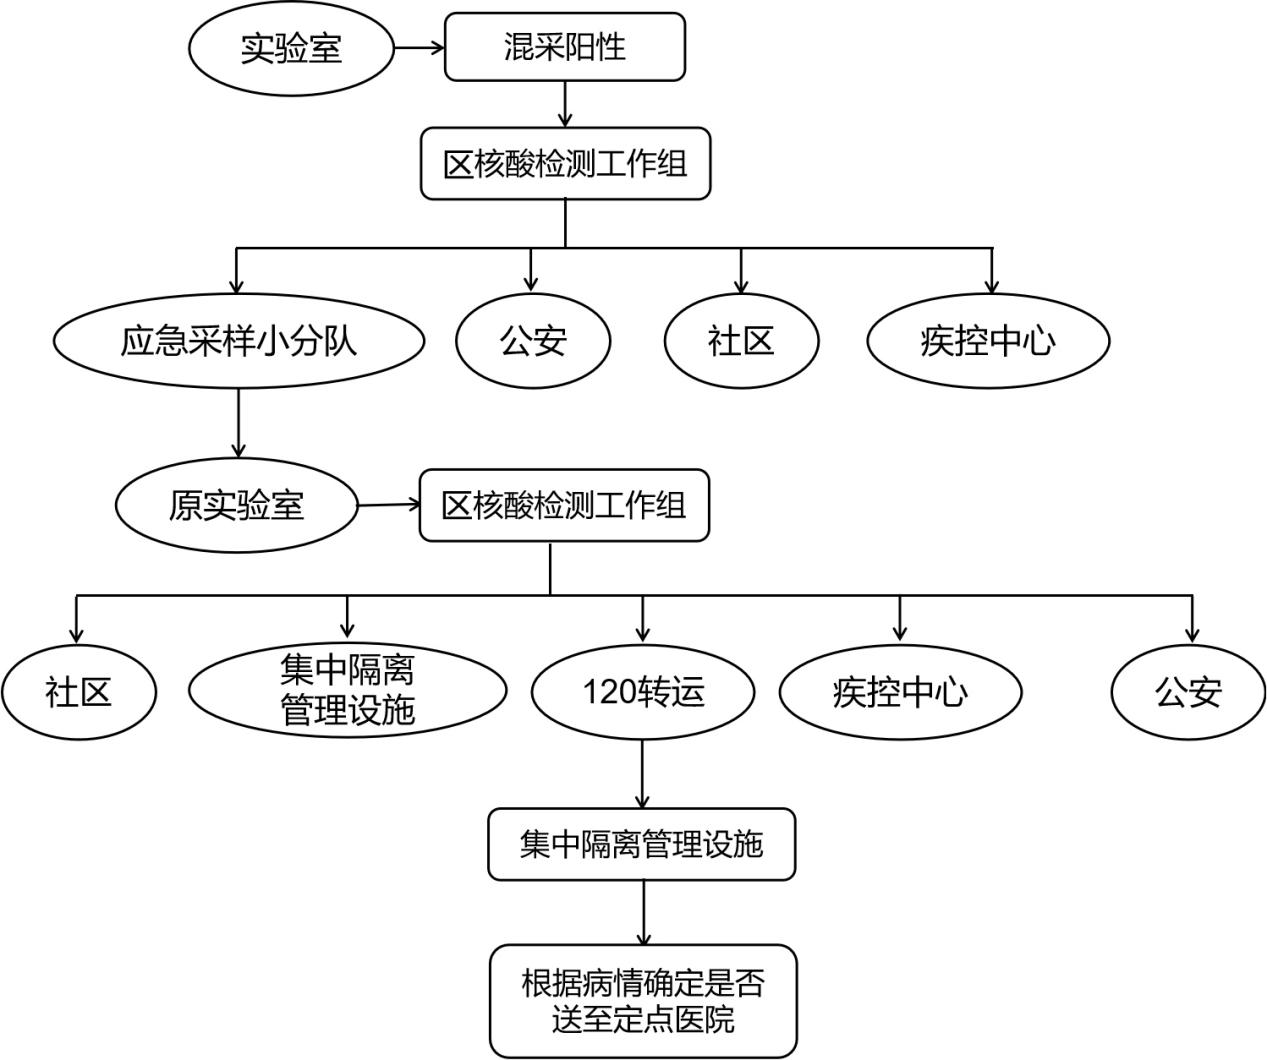 实验室
混采阳性
区核酸检测工作组
应急采样小分队
公安
社区
疾控中心
原实验室
区核酸检测工作组
社区
集中隔离
管理设施
120转运
疾控中心
公安
集中隔离管理设施
根据病情确定是否
送至定点医院